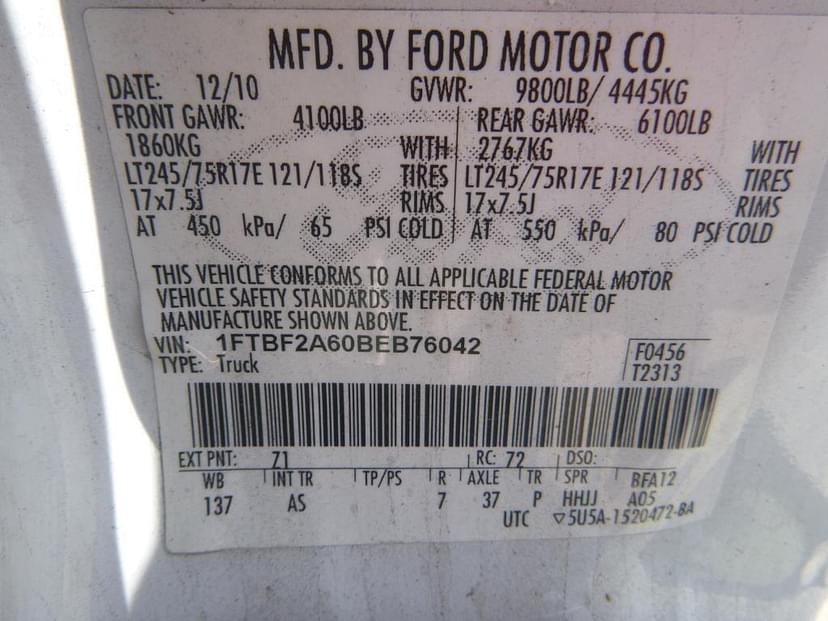 MFD. BY FORD MOTOR CO.
DATE: 12/10 GVWR: 9800LB/ 4445KG
FRONT GAWR: 4100LB REAR GAWR: 6100LB
1860KG WITH 2767KG WITH
LT245/75R17E 121/118S TIRES LT245/75R17E 121/118S TIRES
17x7.5J RIMS 17x7.5J RIMS
AT 450 kPa/ 65 PSI COLD AT 550 kPa/ 80 PSI COLD
THIS VEHICLE CONFORMS TO ALL APPLICABLE FEDERAL MOTOR
VEHICLE SAFETY STANDARDS IN EFFECT ON THE DATE OF
MANUFACTURE SHOWN ABOVE.
VIN: 1FTBF2A60BEB76042 F0456
TYPE: Truck T2313
EXT PNT: Z1 RC: 72 DSO:
WB INT TR TP/PS R AXLE TR SPR BFA12
137 AS 7 37 P HHJJ A05
UTC ▽5U5A-1520472-BA